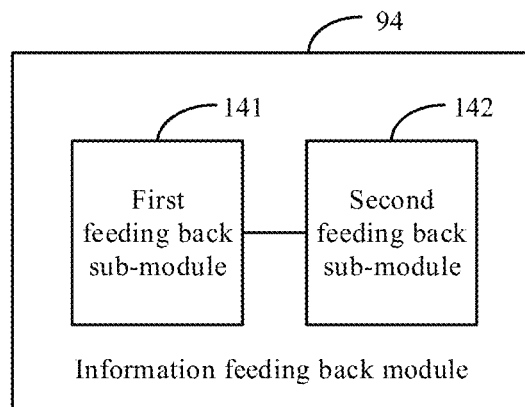 94
141
142
First
feeding back
sub-module
Second
feeding back
sub-module
Information feeding back module